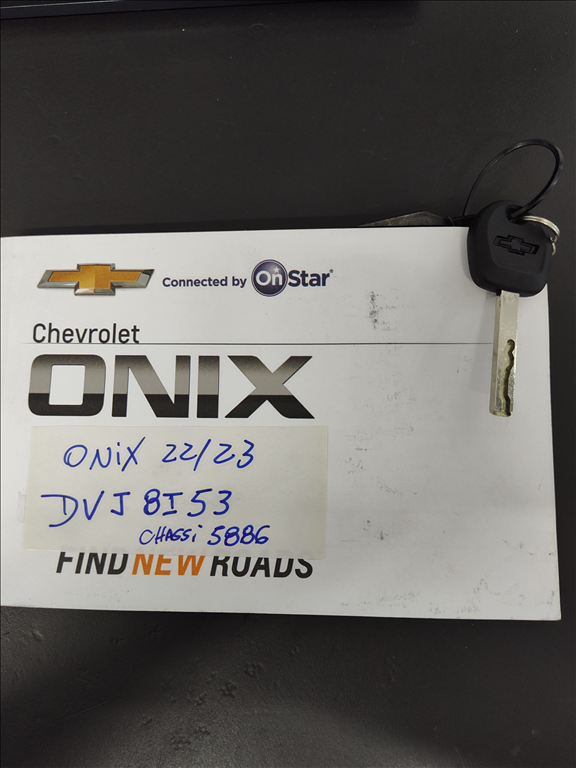 Connected by OnStar
Chevrolet
ONIX
ONiX 22/23
DVJ 8I53
CHASSi 5886
FIND NEW ROADS